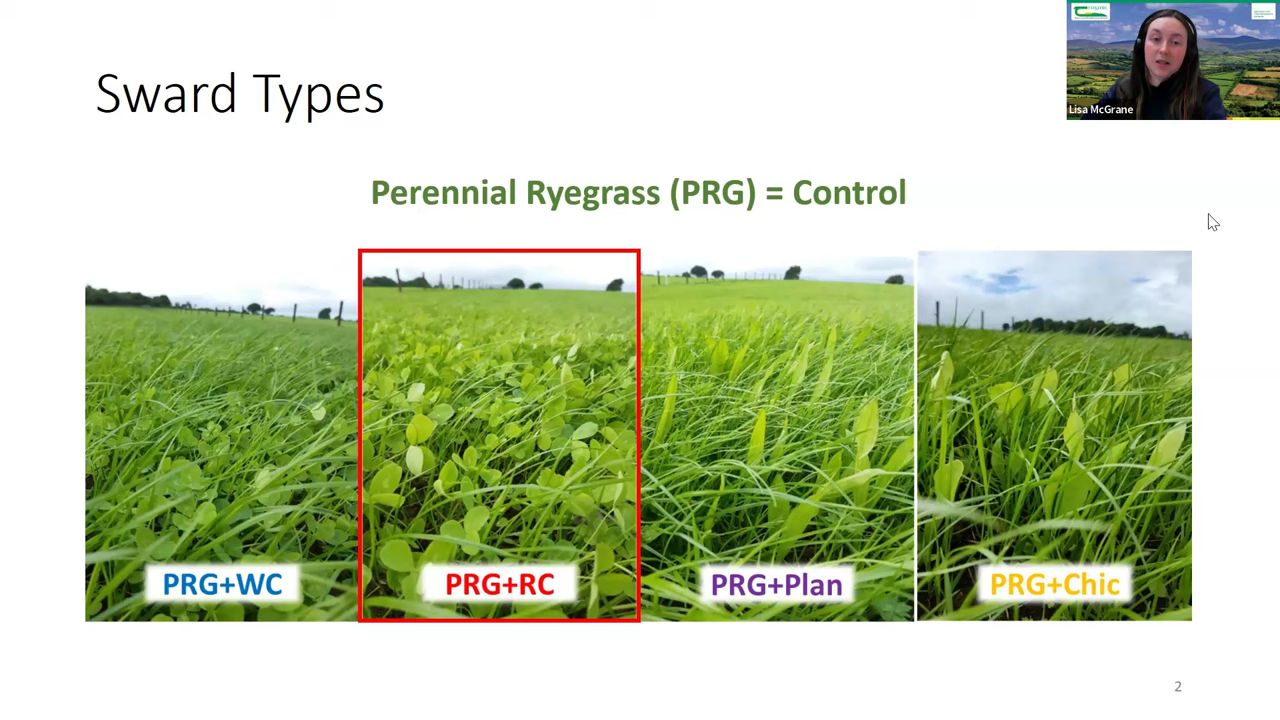 Sward Types
Lisa McGrane
Perennial Ryegrass (PRG) = Control
PRG+WC
PRG+RC
PRG+Plan
PRG+Chic
2